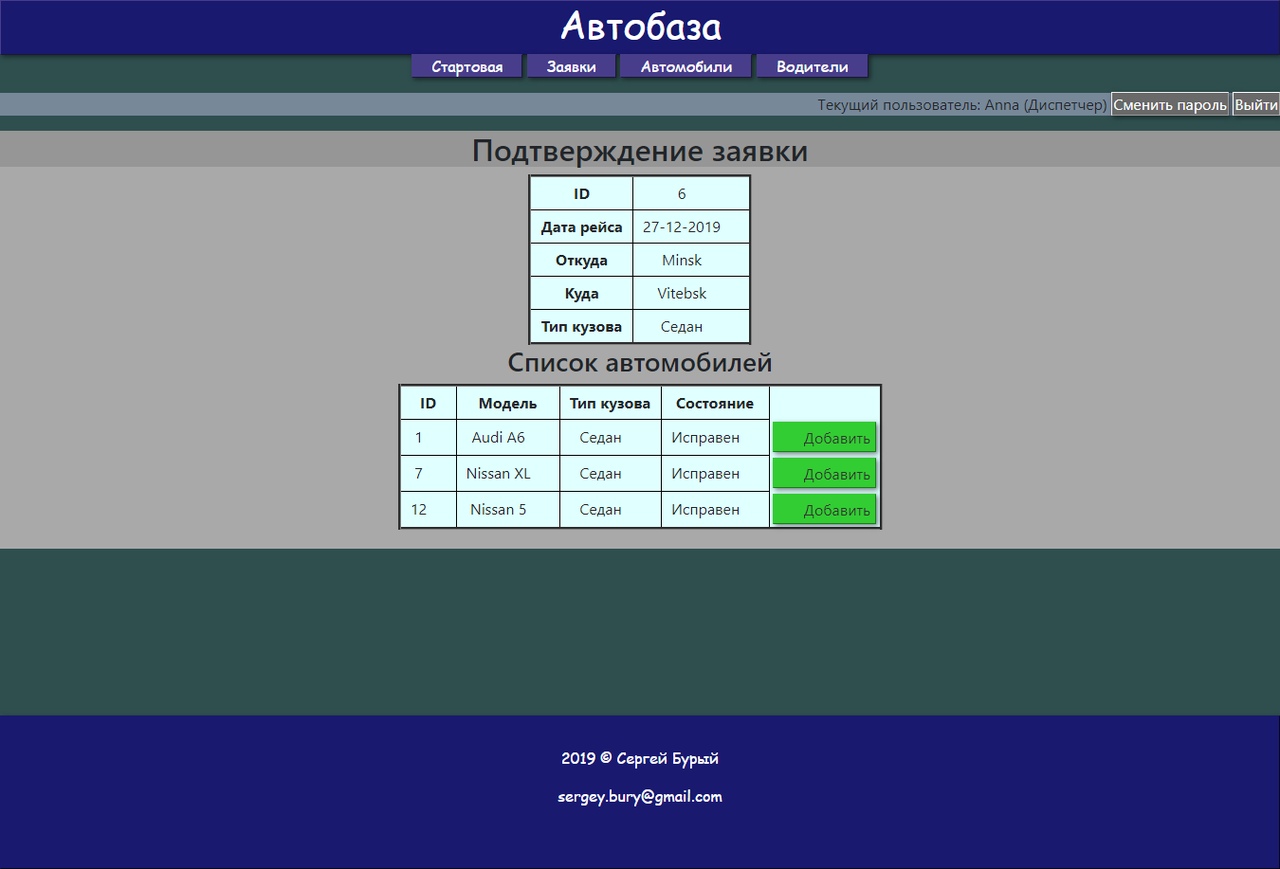 Автобаза
Стартовая Заявки Автомобили Водители
Текущий пользователь: Anna (Диспетчер) Сменить пароль Выйти
Подтверждение заявки
ID 6
Дата рейса 27-12-2019
Откуда Minsk
Куда Vitebsk
Тип кузова Седан
Список автомобилей
ID Модель Тип кузова Состояние
1 Audi A6 Седан Исправен Добавить
7 Nissan XL Седан Исправен Добавить
12 Nissan 5 Седан Исправен Добавить
2019 © Сергей Бурый
sergey.bury@gmail.com